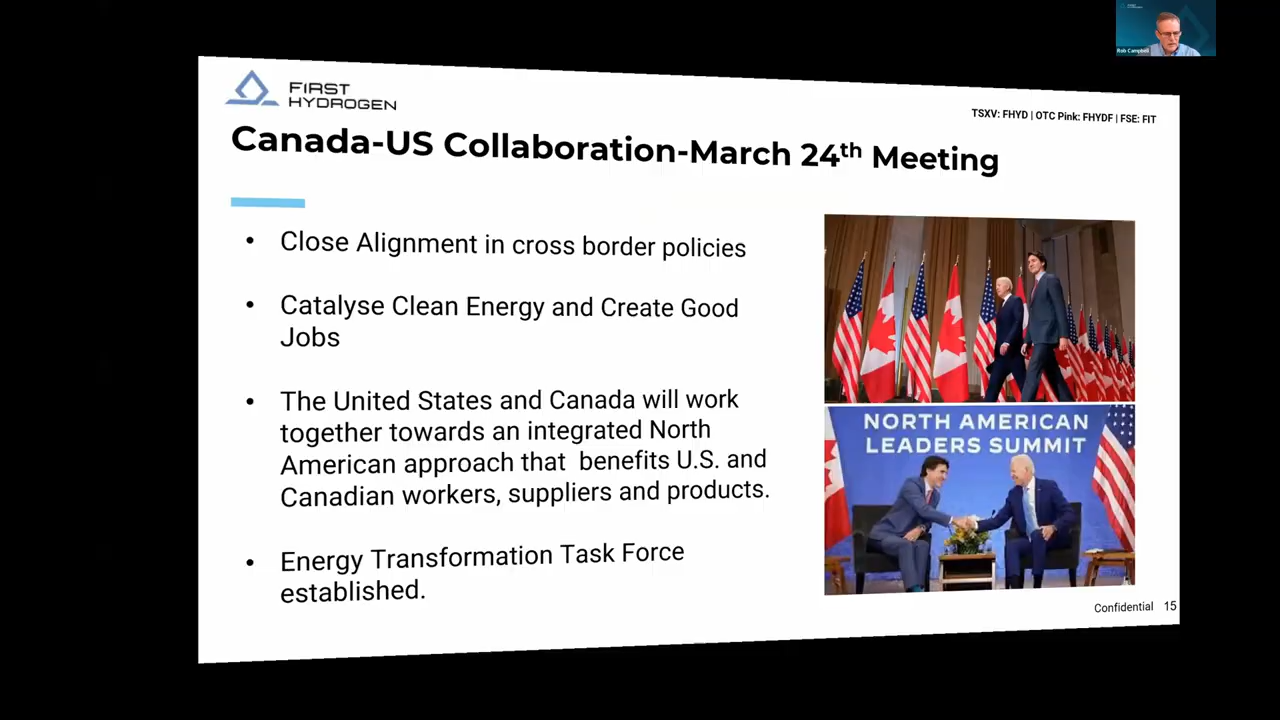 Rob Campbell
FIRST
HYDROGEN
TSXV: FHYD | OTC Pink: FHYDF | FSE: FIT
Canada-US Collaboration-March 24th Meeting
• Close Alignment in cross border policies
• Catalyse Clean Energy and Create Good
Jobs
• The United States and Canada will work
together towards an integrated North
American approach that  benefits U.S. and
Canadian workers, suppliers and products.
• Energy Transformation Task Force
established.
NORTH AMERICAN
LEADERS SUMMIT
Confidential 15